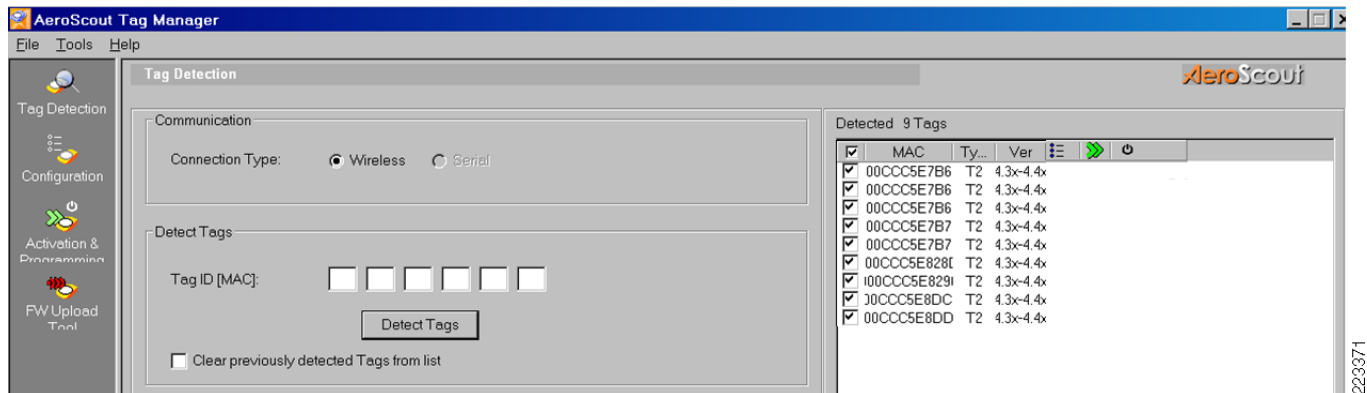 AeroScout Tag Manager
File Tools Help
Tag Detection
Configuration
Activation &
Programming
FW Upload
Tool
Tag Detection
AeroScout
Communication
Connection Type: Wireless Serial
Detect Tags
Tag ID [MAC]:
Detect Tags
Clear previously detected Tags from list
Detected 9 Tags
MAC Ty... Ver
00CCC5E7B6 T2 4.3x-4.4x
00CCC5E7B6 T2 4.3x-4.4x
00CCC5E7B6 T2 4.3x-4.4x
00CCC5E7B7 T2 4.3x-4.4x
00CCC5E7B7 T2 4.3x-4.4x
T2 4.3x-4.4x
T2 4.3x-4.4x
00CCC5E8DC T2 4.3x-4.4x
00CCC5E8DD T2 4.3x-4.4x
223371